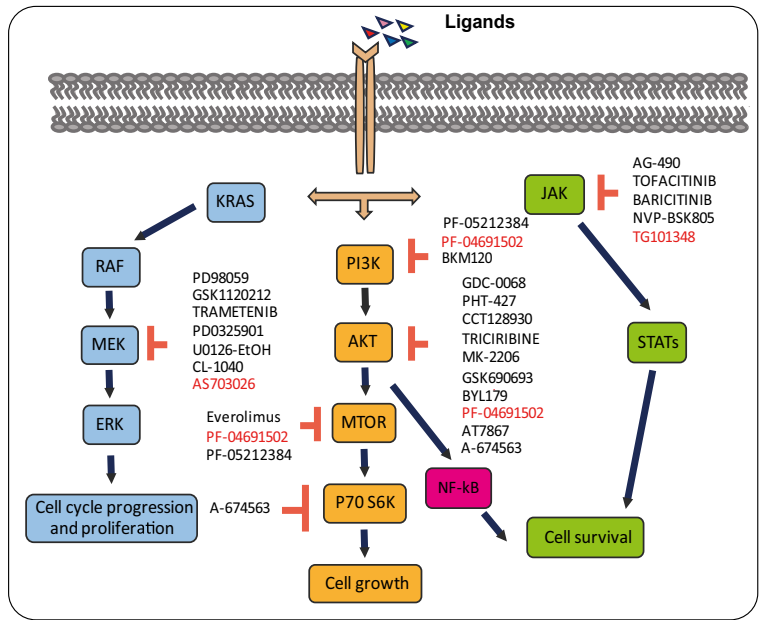 Ligands
KRAS
RAF
MEK
ERK
Cell cycle progression
and proliferation
PD98059
GSK1120212
TRAMETENIB
PD0325901
U0126-EtOH
CL-1040
AS703026
PI3K
AKT
MTOR
P70 S6K
Cell growth
PF-05212384
PF-04691502
BKM120
GDC-0068
PHT-427
CCT128930
TRICIRIBINE
MK-2206
GSK690693
BYL179
PF-04691502
AT7867
A-674563
Everolimus
PF-04691502
PF-05212384
A-674563
NF-kB
JAK
AG-490
TOFACITINIB
BARICITINIB
NVP-BSK805
TG101348
STATs
Cell survival